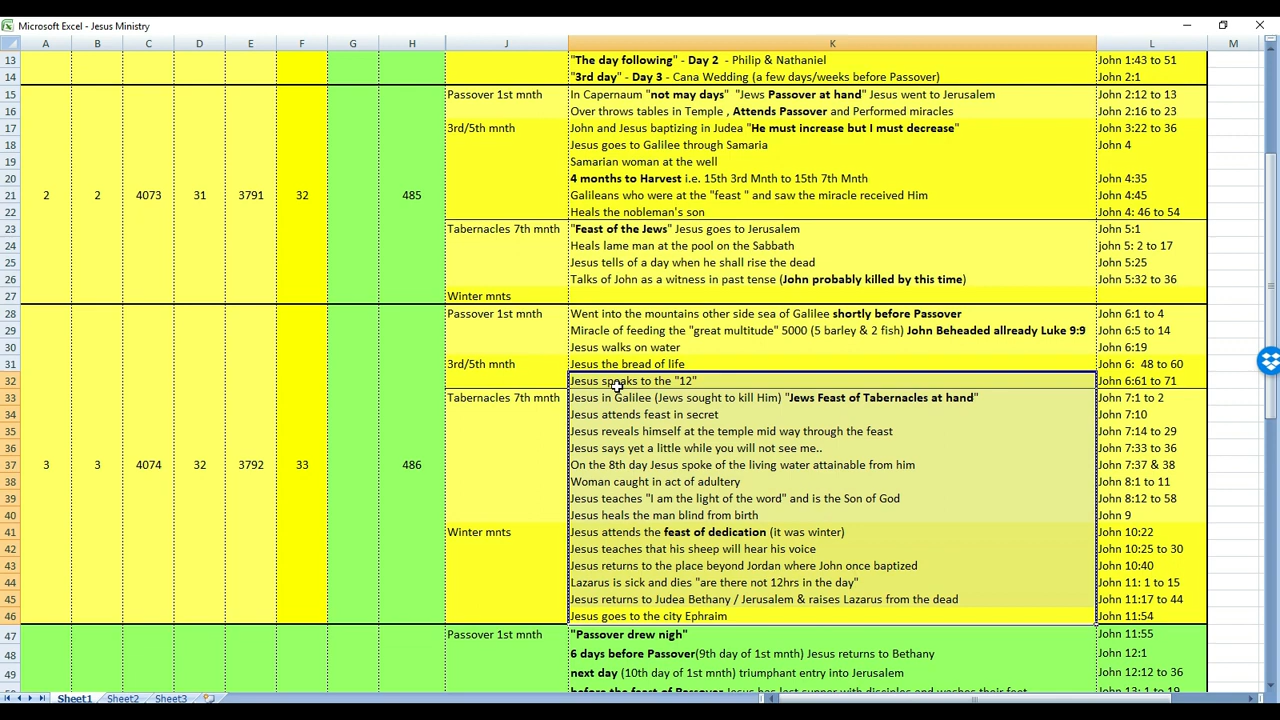 Microsoft Excel - Jesus Ministry
A B C D E F G H J K L M
13 "The day following" - Day 2 - Philip & Nathaniel John 1:43 to 51
14 "3rd day" - Day 3 - Cana Wedding (a few days/weeks before Passover) John 2:1
15 Passover 1st mnth In Capernaum "not may days" "Jews Passover at hand" Jesus went to Jerusalem John 2:12 to 13
16 Over throws tables in Temple , Attends Passover and Performed miracles John 2:16 to 23
17 3rd/5th mnth John and Jesus baptizing in Judea "He must increase but I must decrease" John 3:22 to 36
18 Jesus goes to Galilee through Samaria John 4
19 Samarian woman at the well
20 4 months to Harvest i.e. 15th 3rd Mnth to 15th 7th Mnth John 4:35
21 2 2 4073 31 3791 32 485 Galileans who were at the "feast " and saw the miracle received Him John 4:45
22 Heals the nobleman's son John 4: 46 to 54
23 Tabernacles 7th mnth "Feast of the Jews" Jesus goes to Jerusalem John 5:1
24 Heals lame man at the pool on the Sabbath john 5: 2 to 17
25 Jesus tells of a day when he shall rise the dead John 5:25
26 Talks of John as a witness in past tense (John probably killed by this time) John 5:32 to 36
27 Winter mnts
28 Passover 1st mnth Went into the mountains other side sea of Galilee shortly before Passover John 6:1 to 4
29 Miracle of feeding the "great multitude" 5000 (5 barley & 2 fish) John Beheaded allready Luke 9:9 John 6:5 to 14
30 Jesus walks on water John 6:19
31 3rd/5th mnth Jesus the bread of life John 6: 48 to 60
32 Jesus speaks to the "12" John 6:61 to 71
33 Tabernacles 7th mnth Jesus in Galilee (Jews sought to kill Him) "Jews Feast of Tabernacles at hand" John 7:1 to 2
34 Jesus attends feast in secret John 7:10
35 Jesus reveals himself at the temple mid way through the feast John 7:14 to 29
36 Jesus says yet a little while you will not see me.. John 7:33 to 36
37 3 3 4074 32 3792 33 486 On the 8th day Jesus spoke of the living water attainable from him John 7:37 & 38
38 Woman caught in act of adultery John 8:1 to 11
39 Jesus teaches "I am the light of the word" and is the Son of God John 8:12 to 58
40 Jesus heals the man blind from birth John 9
41 Winter mnts Jesus attends the feast of dedication (it was winter) John 10:22
42 Jesus teaches that his sheep will hear his voice John 10:25 to 30
43 Jesus returns to the place beyond Jordan where John once baptized John 10:40
44 Lazarus is sick and dies "are there not 12hrs in the day" John 11: 1 to 15
45 Jesus returns to Judea Bethany / Jerusalem & raises Lazarus from the dead John 11:17 to 44
46 Jesus goes to the city Ephraim John 11:54
47 Passover 1st mnth "Passover drew nigh" John 11:55
48 6 days before Passover(9th day of 1st mnth) Jesus returns to Bethany John 12:1
49 next day (10th day of 1st mnth) triumphant entry into Jerusalem John 12:12 to 36
before the feast of Passover Jesus has last supper with disciples and washes their feet John 13: 1 to 19
Sheet1 Sheet2 Sheet3